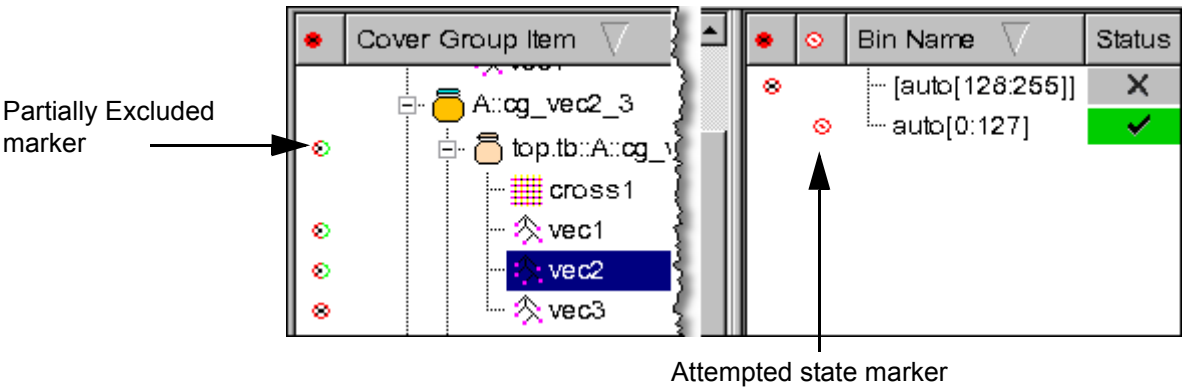 Cover Group Item
Bin Name
Status
[auto[128:255]]
Partially Excluded
marker
A::cg_vec2_3
auto[0:127]
top.tb::A::cg_v
cross1
vec1
vec2
vec3
Attempted state marker